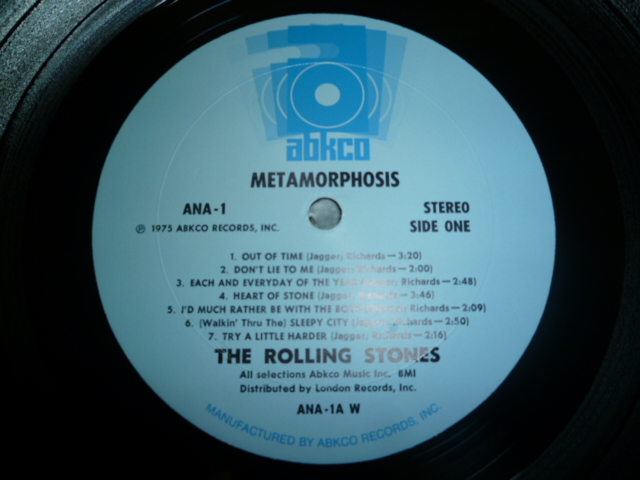 abkco
METAMORPHOSIS
ANA-1 STEREO
℗ 1975 ABKCO RECORDS, INC. SIDE ONE
1. OUT OF TIME (Jagger; Richards—3:20)
2. DON'T LIE TO ME (Jagger; Richards—2:00)
3. EACH AND EVERYDAY OF THE YEAR (Jagger; Richards—2:48)
4. HEART OF STONE (Jagger; Richards—3:46)
5. I'D MUCH RATHER BE WITH THE BOYS Richards—2:09)
6. (Walkin' Thru The) SLEEPY CITY (Jagger; Richards—2:50)
7. TRY A LITTLE HARDER (Jagger; Richards—2:16)
THE ROLLING STONES
All selections Abkco Music Inc. BMI
Distributed by London Records, Inc.
ANA-1A W
MANUFACTURED BY ABKCO RECORDS, INC.